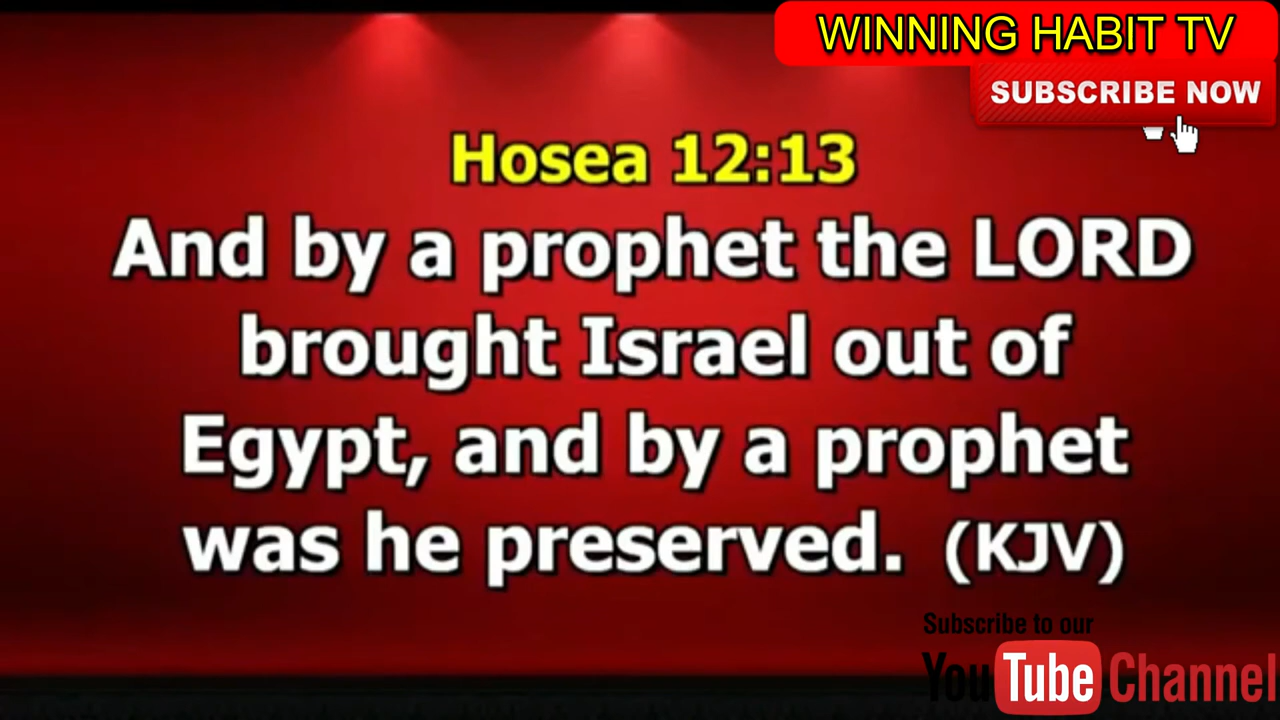 WINNING HABIT TV
SUBSCRIBE NOW
Hosea 12:13
And by a prophet the LORD
brought Israel out of
Egypt, and by a prophet
was he preserved. (KJV)
Subscribe to our
YouTube Channel